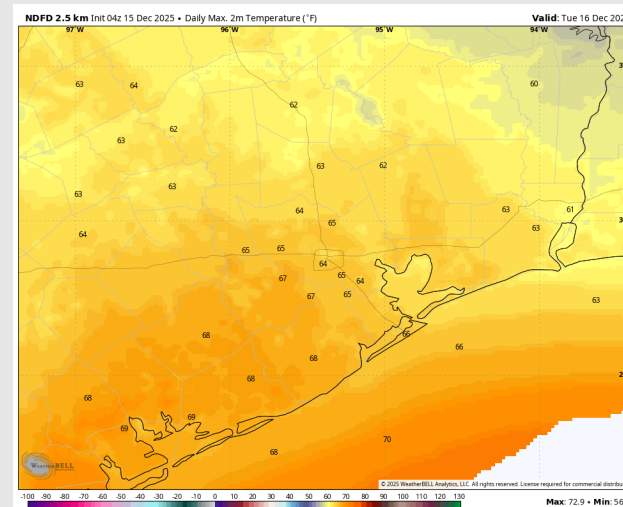 NDFD 2.5 km Init 04z 15 Dec 2025 • Daily Max. 2m Temperature (°F)
Valid: Tue 16 Dec 202
97°W 96°W 95°W 94°W
63 64 60
62
63 62
63 62
63 63
64 63 61
65 63
64
65 65
64
67 65 64
67 65 63
68 66
66
68
68
68
69
69
70
68
WeatherBELL
© 2025 WeatherBELL Analytics, LLC. All rights reserved. License required for commercial distribu
-100 -90 -80 -70 -60 -50 -40 -30 -20 -10 0 10 20 30 40 50 60 70 80 90 100 110 120 130
Max: 72.9 • Min: 56